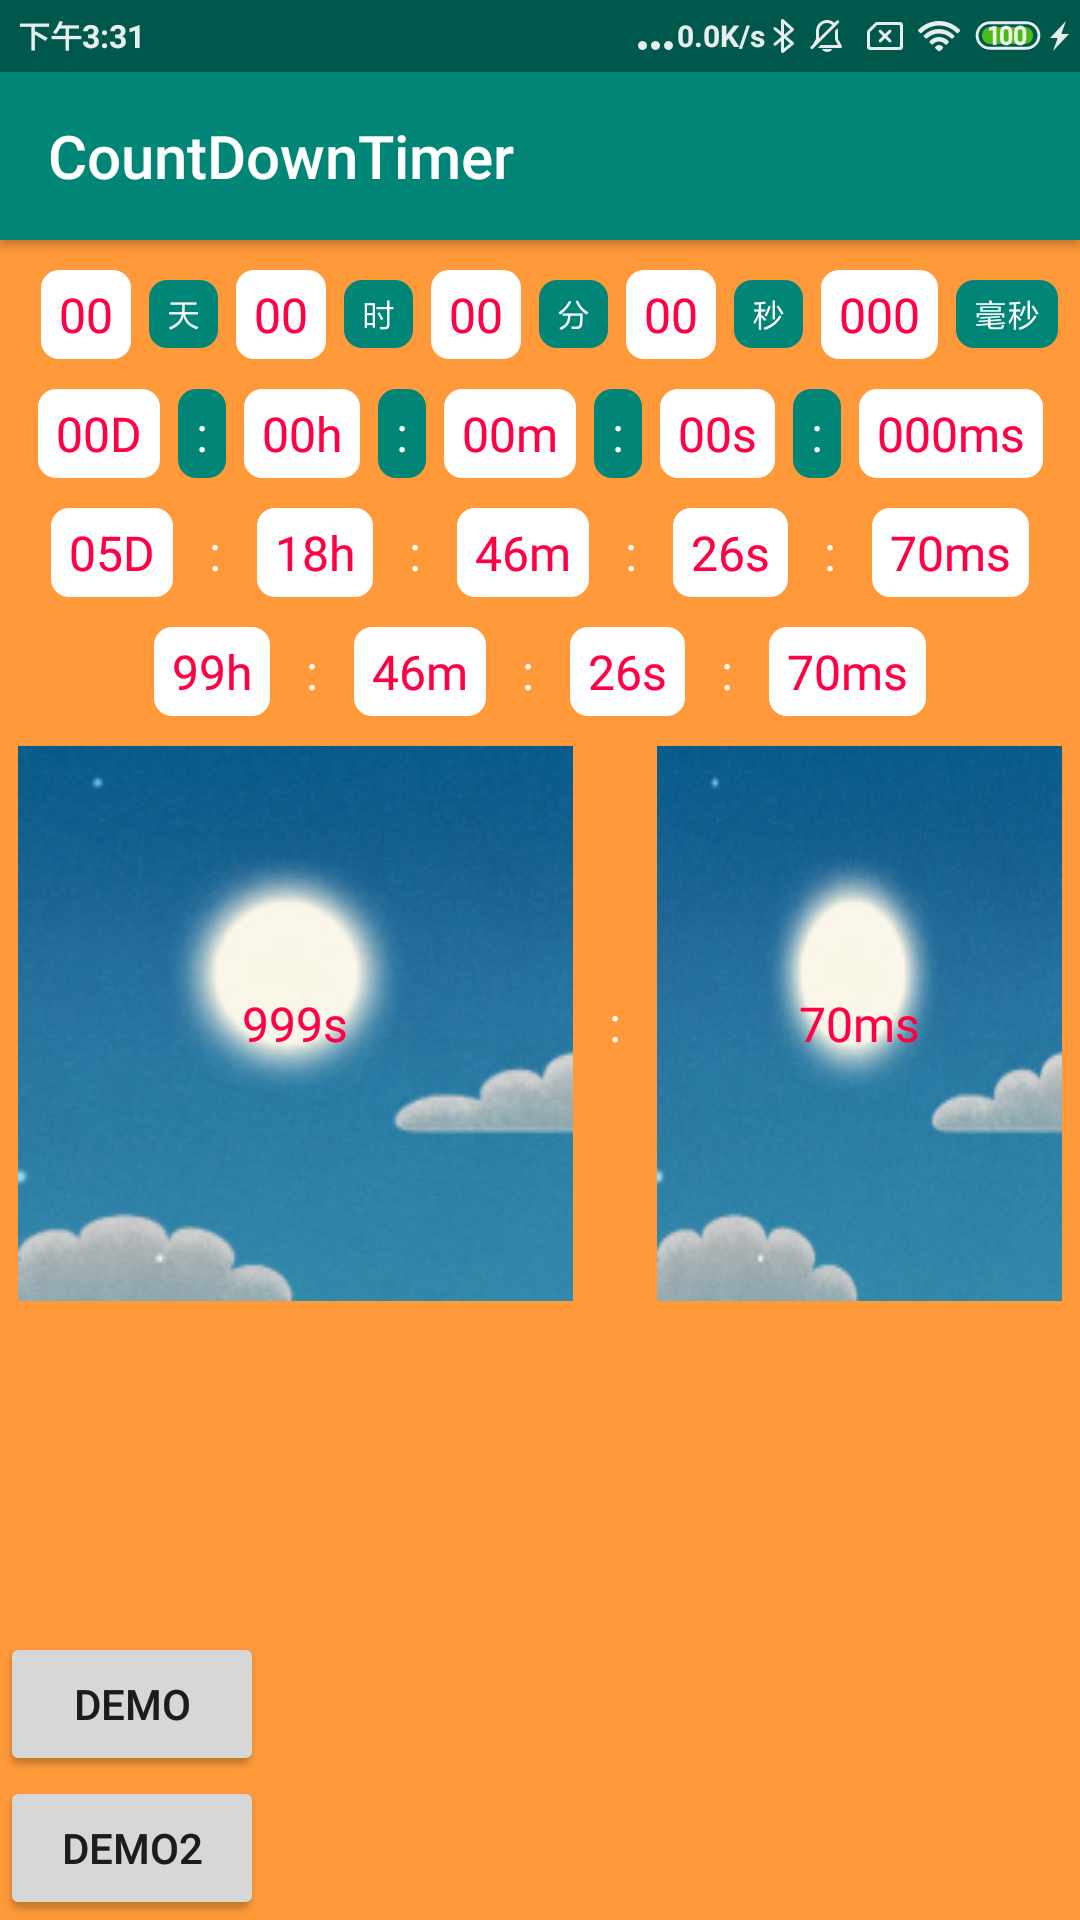 下午3:31 ...0.0K/s 100
CountDownTimer
00 天 00 时 00 分 00 秒 000 毫秒
00D : 00h : 00m : 00s : 000ms
05D : 18h : 46m : 26s : 70ms
99h : 46m : 26s : 70ms
999s : 70ms
DEMO
DEMO2